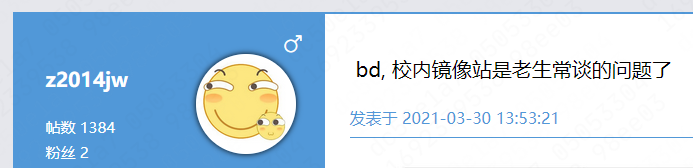 z2014jw
帖数 1384
粉丝 2
bd, 校内镜像站是老生常谈的问题了
发表于 2021-03-30 13:53:21